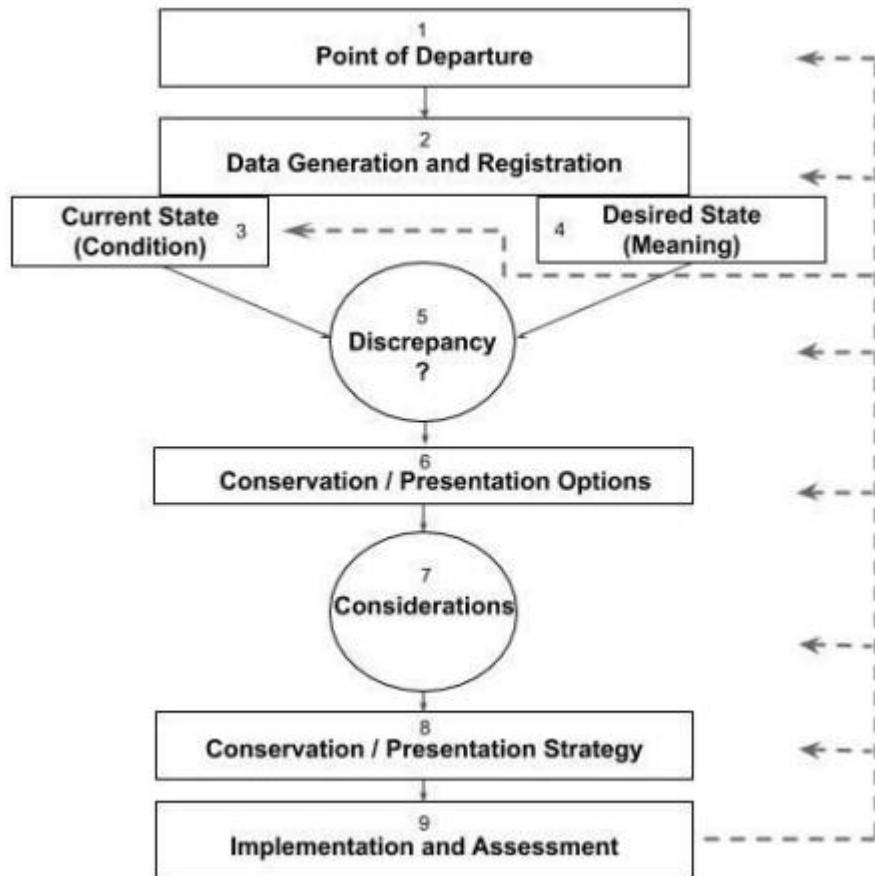 1
Point of Departure
2
Data Generation and Registration
Current State
(Condition)
3
4
Desired State
(Meaning)
5
Discrepancy
?
6
Conservation / Presentation Options
7
Considerations
8
Conservation / Presentation Strategy
9
Implementation and Assessment